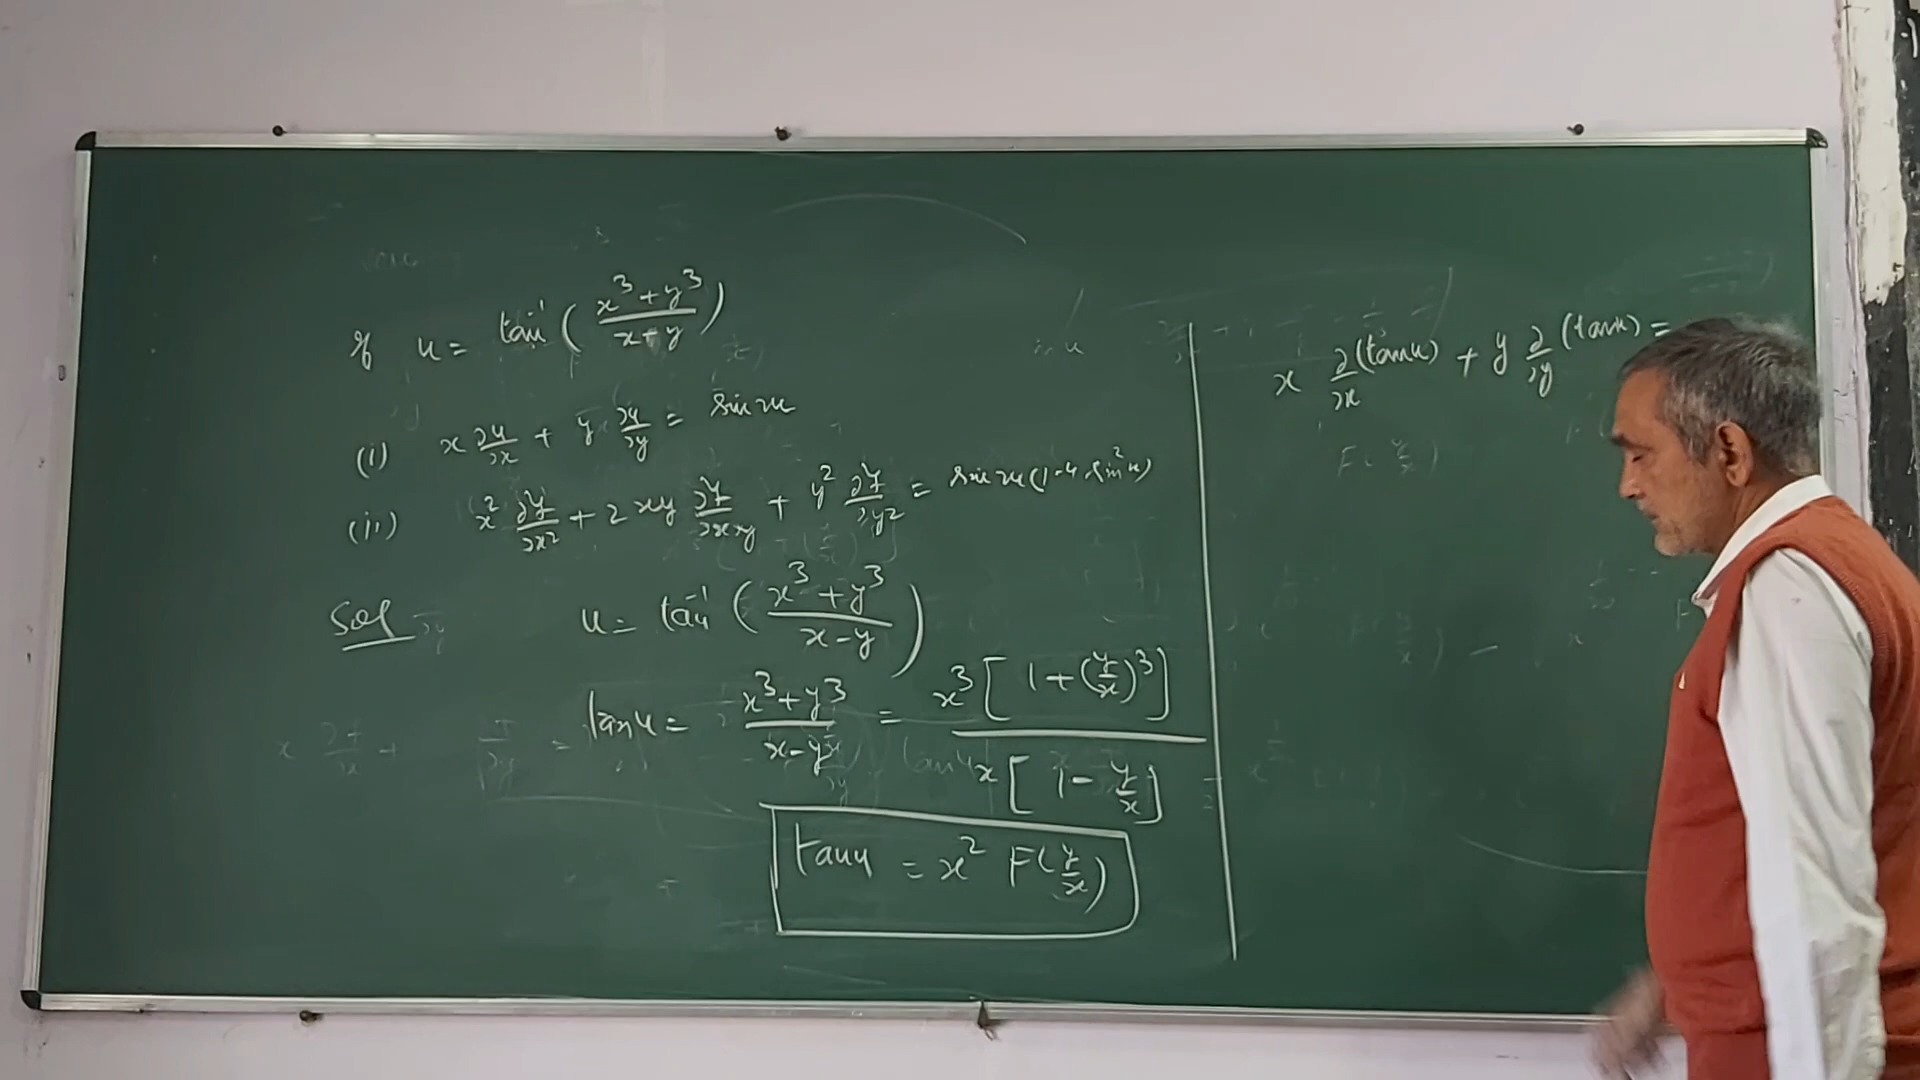 If u = tan⁻¹ ( (x³+y³)/(x+y) )
(i) x ∂u/∂x + y ∂u/∂y = sin 2u
(ii) x² ∂²u/∂x² + 2xy ∂²u/∂x∂y + y² ∂²u/∂y² = sin 2u (1-4 sin²u)
Sol u = tan⁻¹ ( (x³+y³)/(x-y) )
tan u = (x³+y³)/(x-y) = x³[1+(y/x)³] / x[1-y/x]
tan u = x² F(y/x)
x ∂/∂x (tan u) + y ∂/∂y (tan u) =